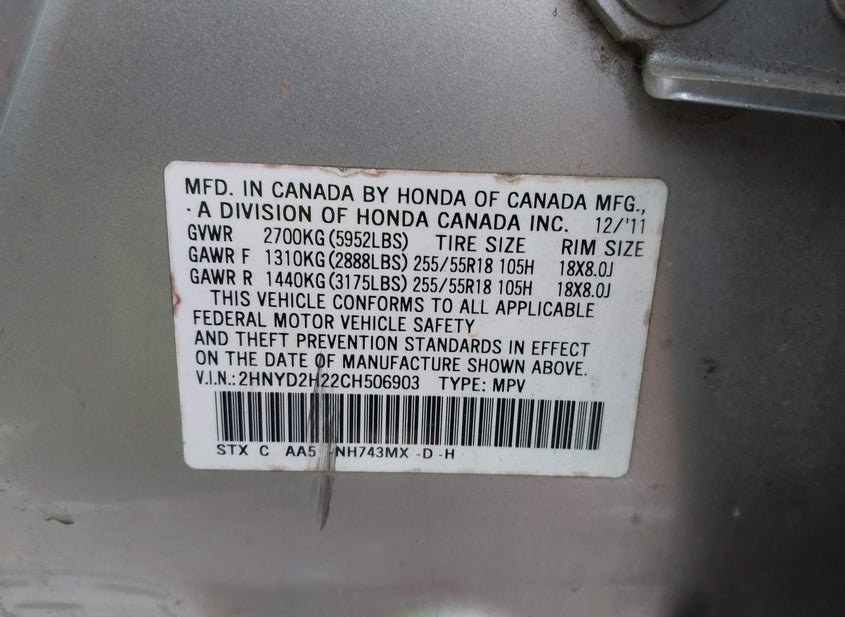 MFD. IN CANADA BY HONDA OF CANADA MFG.,
A DIVISION OF HONDA CANADA INC. 12/'11
GVWR 2700KG (5952LBS) TIRE SIZE RIM SIZE
GAWR F 1310KG (2888LBS) 255/55R18 105H 18X8.0J
GAWR R 1440KG (3175LBS) 255/55R18 105H 18X8.0J
THIS VEHICLE CONFORMS TO ALL APPLICABLE
FEDERAL MOTOR VEHICLE SAFETY
AND THEFT PREVENTION STANDARDS IN EFFECT
ON THE DATE OF MANUFACTURE SHOWN ABOVE.
V.I.N.:2HNYD2H22CH506903 TYPE: MPV
STX C AA5 -NH743MX -D -H